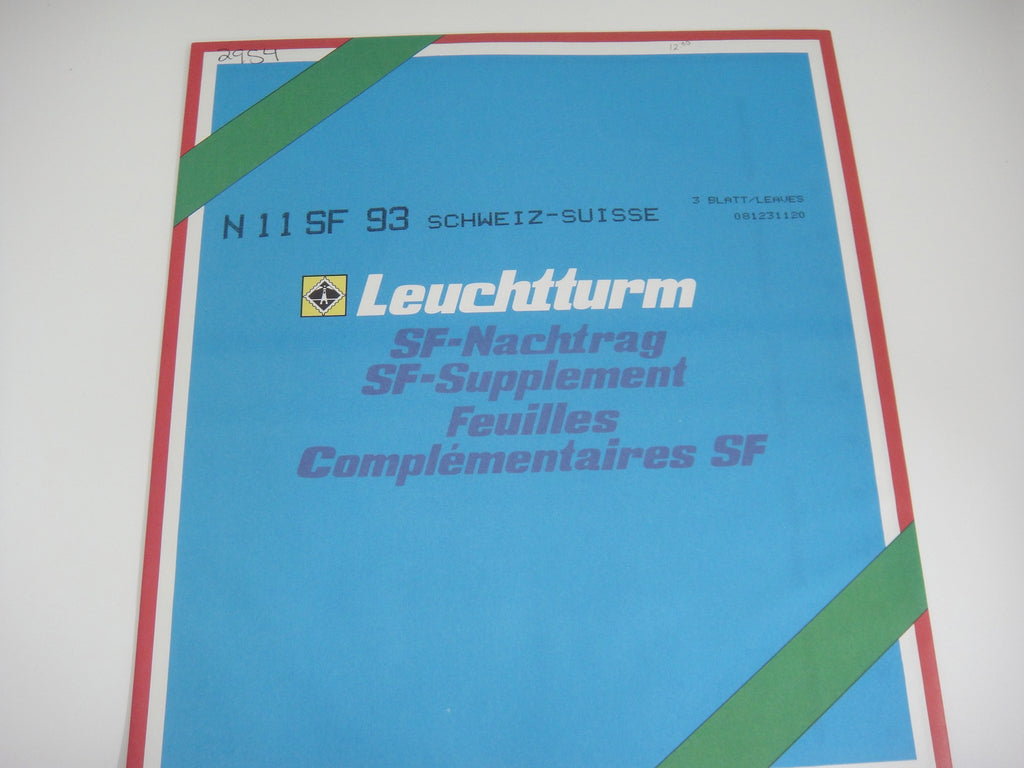 2954
12.00
N 11 SF 93 SCHWEIZ-SUISSE
3 BLATT/LEAVES
081231120
Leuchtturm
SF-Nachtrag
SF-Supplement
Feuilles
Complémentaires SF